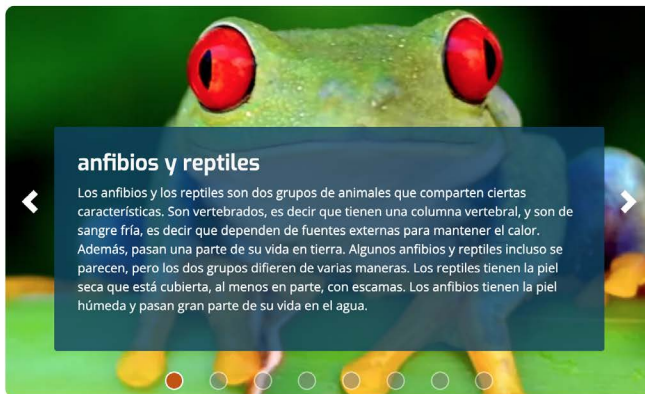 anfibios y reptiles
Los anfibios y los reptiles son dos grupos de animales que comparten ciertas
características. Son vertebrados, es decir que tienen una columna vertebral, y son de
sangre fría, es decir que dependen de fuentes externas para mantener el calor.
Además, pasan una parte de su vida en tierra. Algunos anfibios y reptiles incluso se
parecen, pero los dos grupos difieren de varias maneras. Los reptiles tienen la piel
seca que está cubierta, al menos en parte, con escamas. Los anfibios tienen la piel
húmeda y pasan gran parte de su vida en el agua.